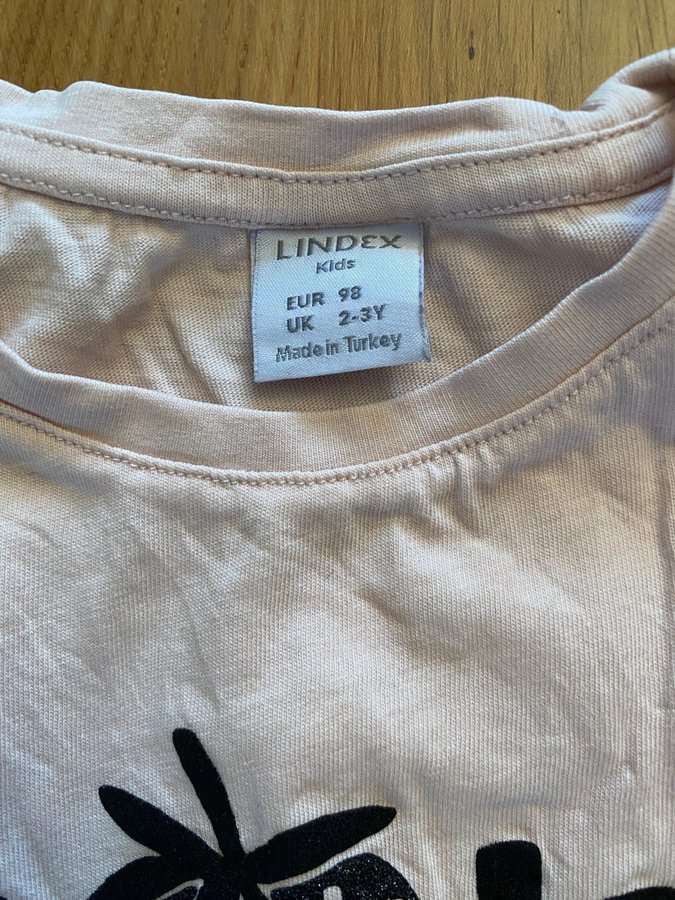 LINDEX
Kids
EUR 98
UK 2-3Y
Made in Turkey